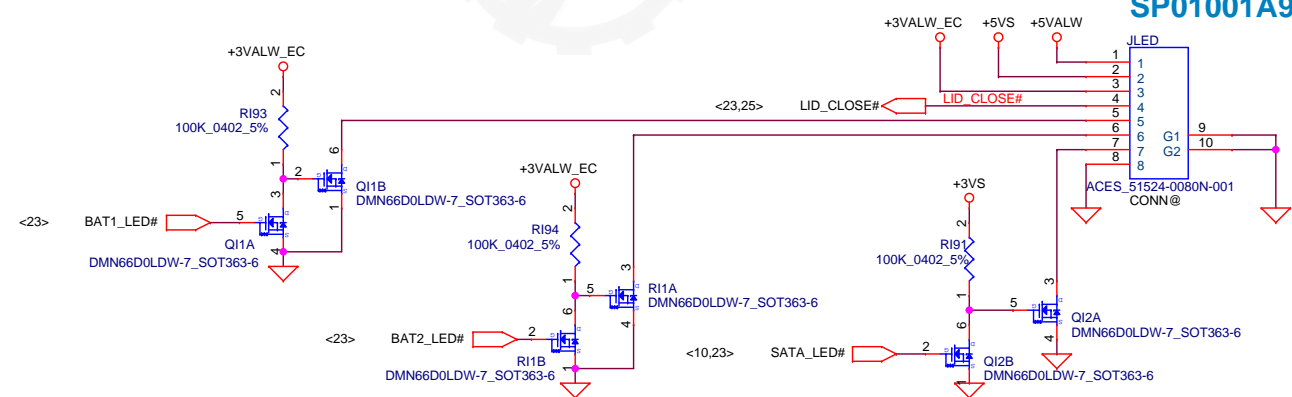 SP01001A9
+3VALW_EC +5VS +5VALW
JLED
+3VALW_EC
1 1
2 2
3 3
<23,25> LID_CLOSE# LID_CLOSE# 4 4
5 5
6 6 G1 9
7 7 G2 10
8 8
ACES_51524-0080N-001
CONN@
2
RI93
100K_0402_5%
1
2
6
QI1B
DMN66D0LDW-7_SOT363-6
1
3
<23> BAT1_LED# 5
QI1A
4
DMN66D0LDW-7_SOT363-6
+3VALW_EC
2
RI94
100K_0402_5%
1
5
3
RI1A
DMN66D0LDW-7_SOT363-6
4
6
<23> BAT2_LED# 2
RI1B
1
DMN66D0LDW-7_SOT363-6
+3VS
2
RI91
100K_0402_5%
1
5
3
QI2A
DMN66D0LDW-7_SOT363-6
4
6
<10,23> SATA_LED# 2
QI2B
DMN66D0LDW-7_SOT363-6
1